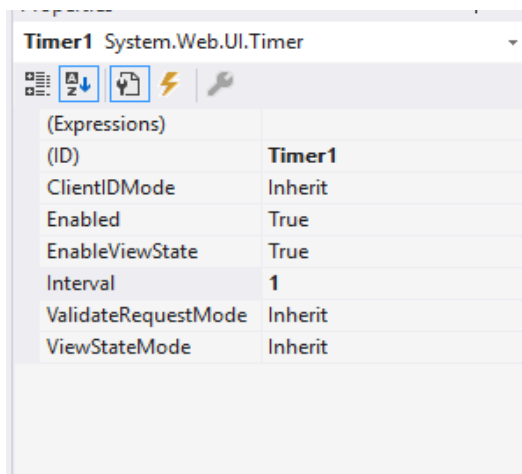 Properties
Timer1 System.Web.UI.Timer
(Expressions)
(ID) Timer1
ClientIDMode Inherit
Enabled True
EnableViewState True
Interval 1
ValidateRequestMode Inherit
ViewStateMode Inherit